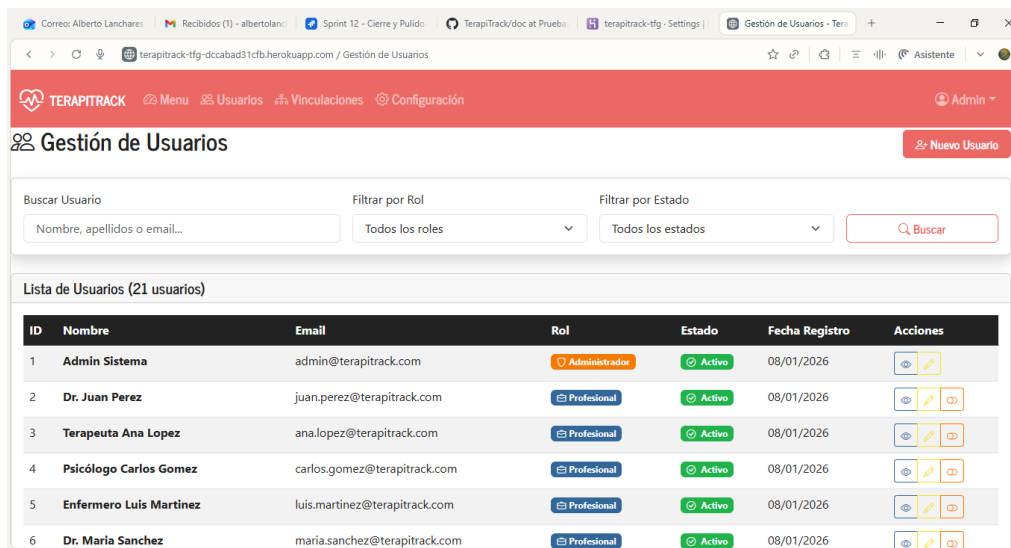 Correo: Alberto Lanchares
Recibidos (1) - albertoland
Sprint 12 - Cierre y Pulido
TerapiTrack/doc at Prueba
terapitrack-tfg · Settings |
Gestión de Usuarios - Tera
terapitrack-tfg-dccabad31cfb.herokuapp.com / Gestión de Usuarios
Asistente
TERAPITRACK Menu Usuarios Vinculaciones Configuración Admin
Gestión de Usuarios
Nuevo Usuario
Buscar Usuario Filtrar por Rol Filtrar por Estado
Nombre, apellidos o email... Todos los roles Todos los estados Buscar
Lista de Usuarios (21 usuarios)
ID Nombre Email Rol Estado Fecha Registro Acciones
1 Admin Sistema admin@terapitrack.com Administrador Activo 08/01/2026
2 Dr. Juan Perez juan.perez@terapitrack.com Profesional Activo 08/01/2026
3 Terapeuta Ana Lopez ana.lopez@terapitrack.com Profesional Activo 08/01/2026
4 Psicólogo Carlos Gomez carlos.gomez@terapitrack.com Profesional Activo 08/01/2026
5 Enfermero Luis Martinez luis.martinez@terapitrack.com Profesional Activo 08/01/2026
6 Dr. Maria Sanchez maria.sanchez@terapitrack.com Profesional Activo 08/01/2026